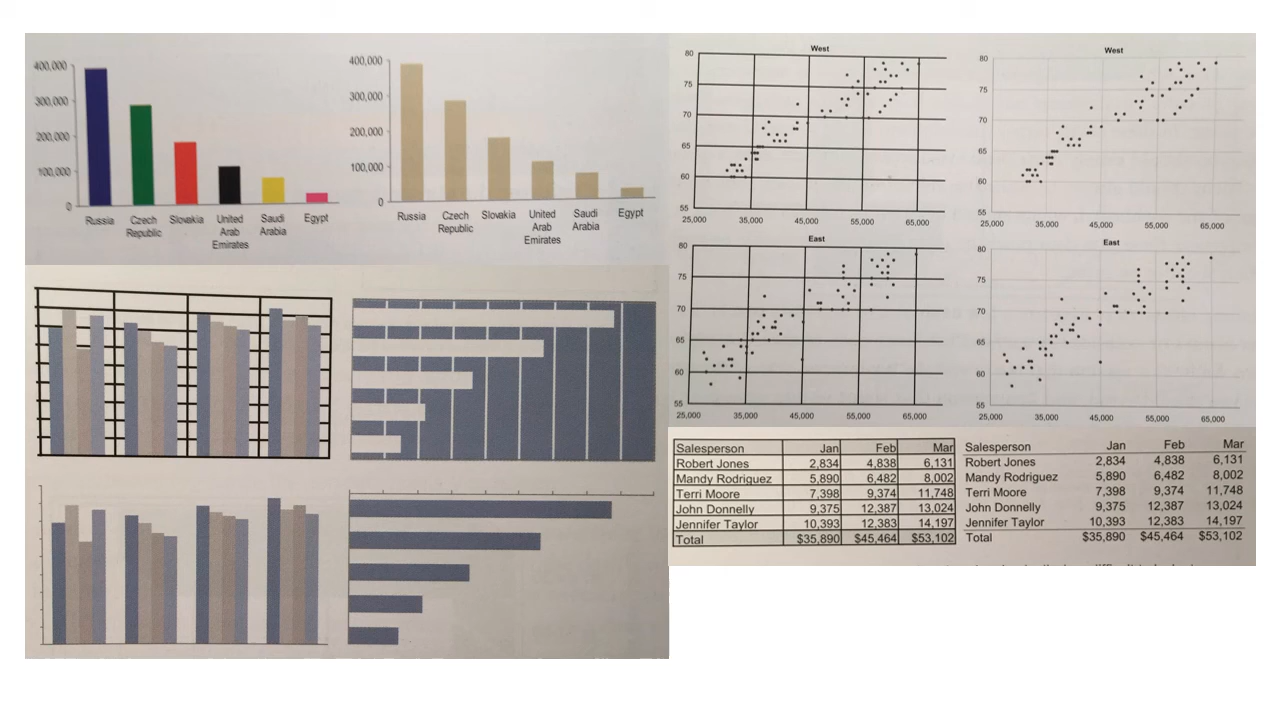 400,000
300,000
200,000
100,000
0
Russia Czech Republic Slovakia United Arab Emirates Saudi Arabia Egypt
400,000
300,000
200,000
100,000
0
Russia Czech Republic Slovakia United Arab Emirates Saudi Arabia Egypt
West
80
75
70
65
60
55
25,000 35,000 45,000 55,000 65,000
West
80
75
70
65
60
55
25,000 35,000 45,000 55,000 65,000
East
80
75
70
65
60
55
25,000 35,000 45,000 55,000 65,000
East
80
75
70
65
60
55
25,000 35,000 45,000 55,000 65,000
Salesperson Jan Feb Mar
Robert Jones 2,834 4,838 6,131
Mandy Rodriguez 5,890 6,482 8,002
Terri Moore 7,398 9,374 11,748
John Donnelly 9,375 12,387 13,024
Jennifer Taylor 10,393 12,383 14,197
Total $35,890 $45,464 $53,102
Salesperson Jan Feb Mar
Robert Jones 2,834 4,838 6,131
Mandy Rodriguez 5,890 6,482 8,002
Terri Moore 7,398 9,374 11,748
John Donnelly 9,375 12,387 13,024
Jennifer Taylor 10,393 12,383 14,197
Total $35,890 $45,464 $53,102